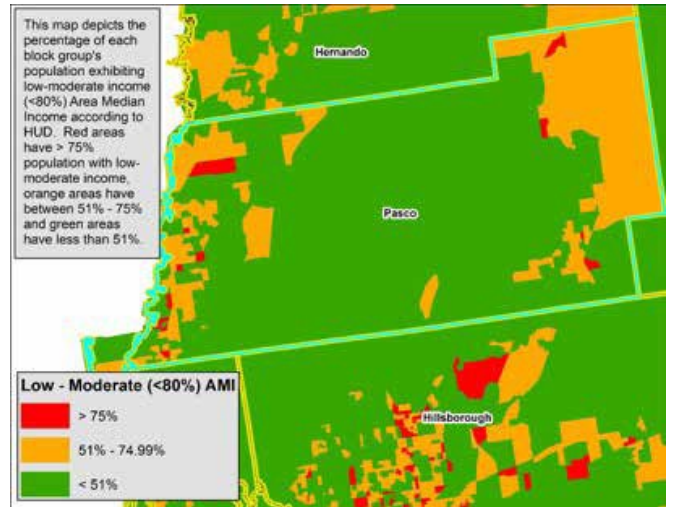 This map depicts the
percentage of each
block group's
population exhibiting
low-moderate income
(<80%) Area Median
Income according to
HUD. Red areas
have > 75%
population with low-
moderate income,
orange areas have
between 51% - 75%
and green areas
have less than 51%.
Hernando
Pasco
Hillsborough
Low - Moderate (<80%) AMI
> 75%
51% - 74.99%
< 51%